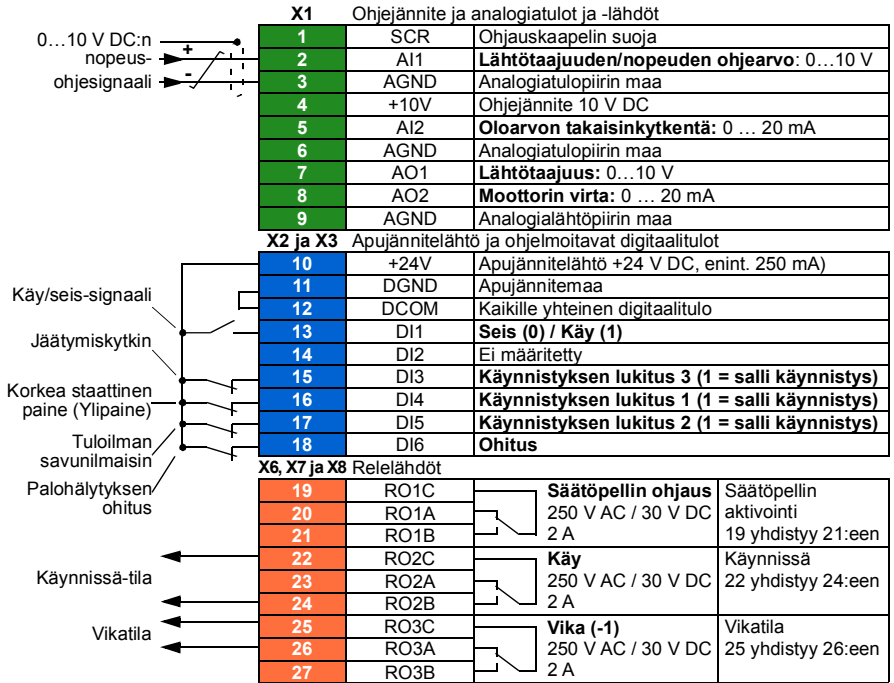 X1 Ohjejännite ja analogiatulot ja -lähdöt
0…10 V DC:n
nopeus-
ohjesignaali
+
-
1 SCR Ohjauskaapelin suoja
2 AI1 Lähtötaajuuden/nopeuden ohjearvo: 0…10 V
3 AGND Analogiatulopiirin maa
4 +10V Ohjejännite 10 V DC
5 AI2 Oloarvon takaisinkytkentä: 0 … 20 mA
6 AGND Analogiatulopiirin maa
7 AO1 Lähtötaajuus: 0…10 V
8 AO2 Moottorin virta: 0 … 20 mA
9 AGND Analogialähtöpiirin maa
X2 ja X3 Apujännitelähtö ja ohjelmoitavat digitaalitulot
10 +24V Apujännitelähtö +24 V DC, enint. 250 mA)
11 DGND Apujännitemaa
12 DCOM Kaikille yhteinen digitaalitulo
13 DI1 Seis (0) / Käy (1)
14 DI2 Ei määritetty
15 DI3 Käynnistyksen lukitus 3 (1 = salli käynnistys)
16 DI4 Käynnistyksen lukitus 1 (1 = salli käynnistys)
17 DI5 Käynnistyksen lukitus 2 (1 = salli käynnistys)
18 DI6 Ohitus
Käy/seis-signaali
Jäätymiskytkin
Korkea staattinen
paine (Ylipaine)
Tuloilman
savunilmaisin
Palohälytyksen
ohitus
X6, X7 ja X8 Relelähdöt
19 RO1C Säätöpellin ohjaus Säätöpellin
20 RO1A 250 V AC / 30 V DC aktivointi
21 RO1B 2 A 19 yhdistyy 21:een
22 RO2C Käy Käynnissä
23 RO2A 250 V AC / 30 V DC 22 yhdistyy 24:een
24 RO2B 2 A
25 RO3C Vika (-1) Vikatila
26 RO3A 250 V AC / 30 V DC 25 yhdistyy 26:een
27 RO3B 2 A
Käynnissä-tila
Vikatila